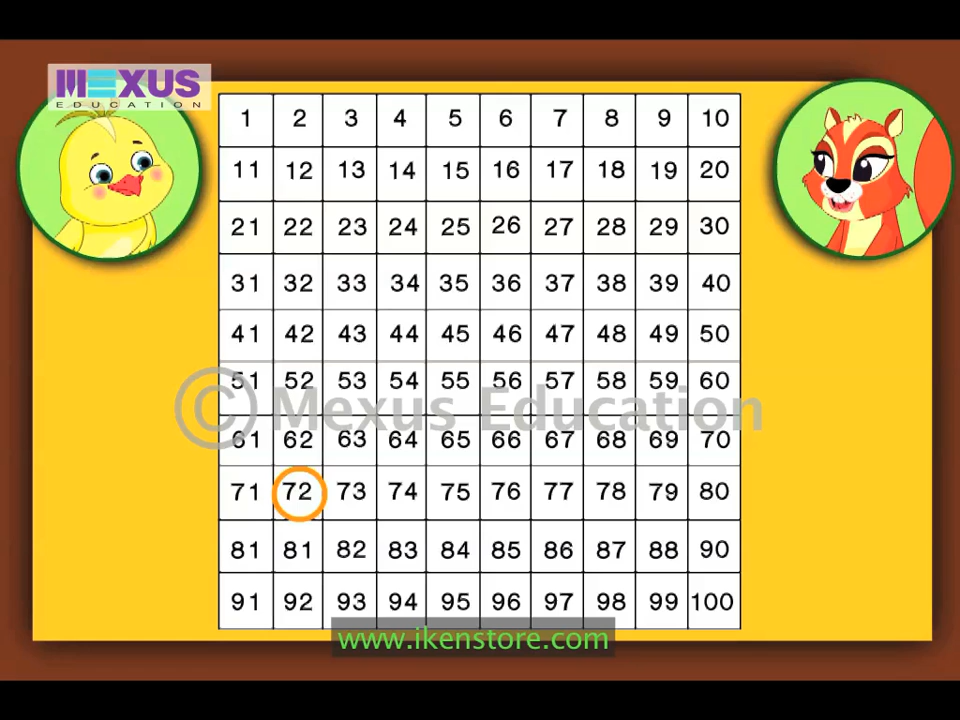 MEXUS
EDUCATION
1 2 3 4 5 6 7 8 9 10
11 12 13 14 15 16 17 18 19 20
21 22 23 24 25 26 27 28 29 30
31 32 33 34 35 36 37 38 39 40
41 42 43 44 45 46 47 48 49 50
51 52 53 54 55 56 57 58 59 60
© Mexus Education
61 62 63 64 65 66 67 68 69 70
71 72 73 74 75 76 77 78 79 80
81 81 82 83 84 85 86 87 88 90
91 92 93 94 95 96 97 98 99 100
www.ikenstore.com